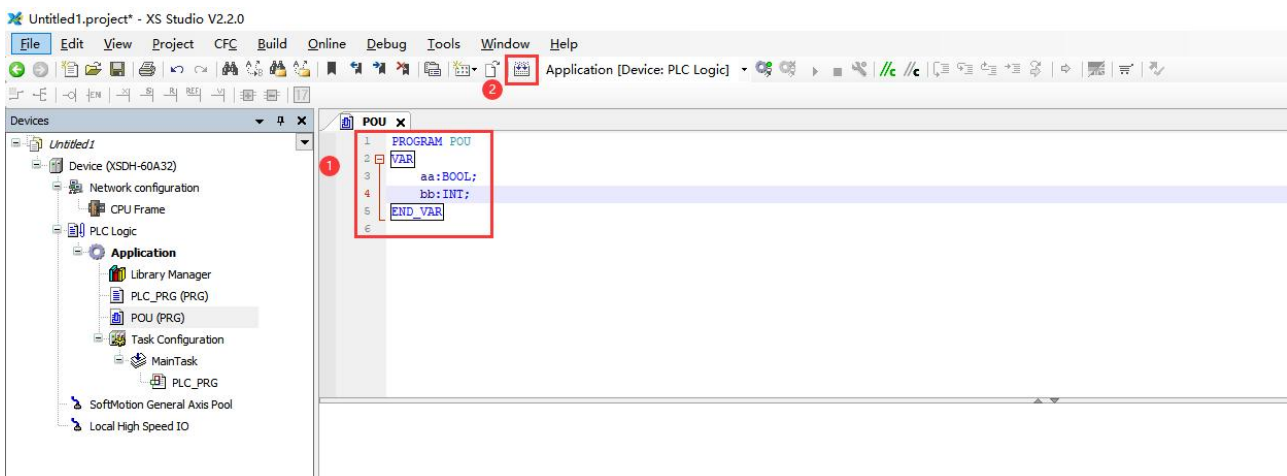 Untitled1.project* - XS Studio V2.2.0
File Edit View Project CFC Build Online Debug Tools Window Help
Application [Device: PLC Logic]
2
Devices
POU
Untitled1
Device (XSDH-60A32)
Network configuration
CPU Frame
PLC Logic
Application
Library Manager
PLC_PRG (PRG)
POU (PRG)
Task Configuration
MainTask
PLC_PRG
SoftMotion General Axis Pool
Local High Speed IO
1
1 PROGRAM POU
2 VAR
3 aa:BOOL;
4 bb:INT;
5 END_VAR
6